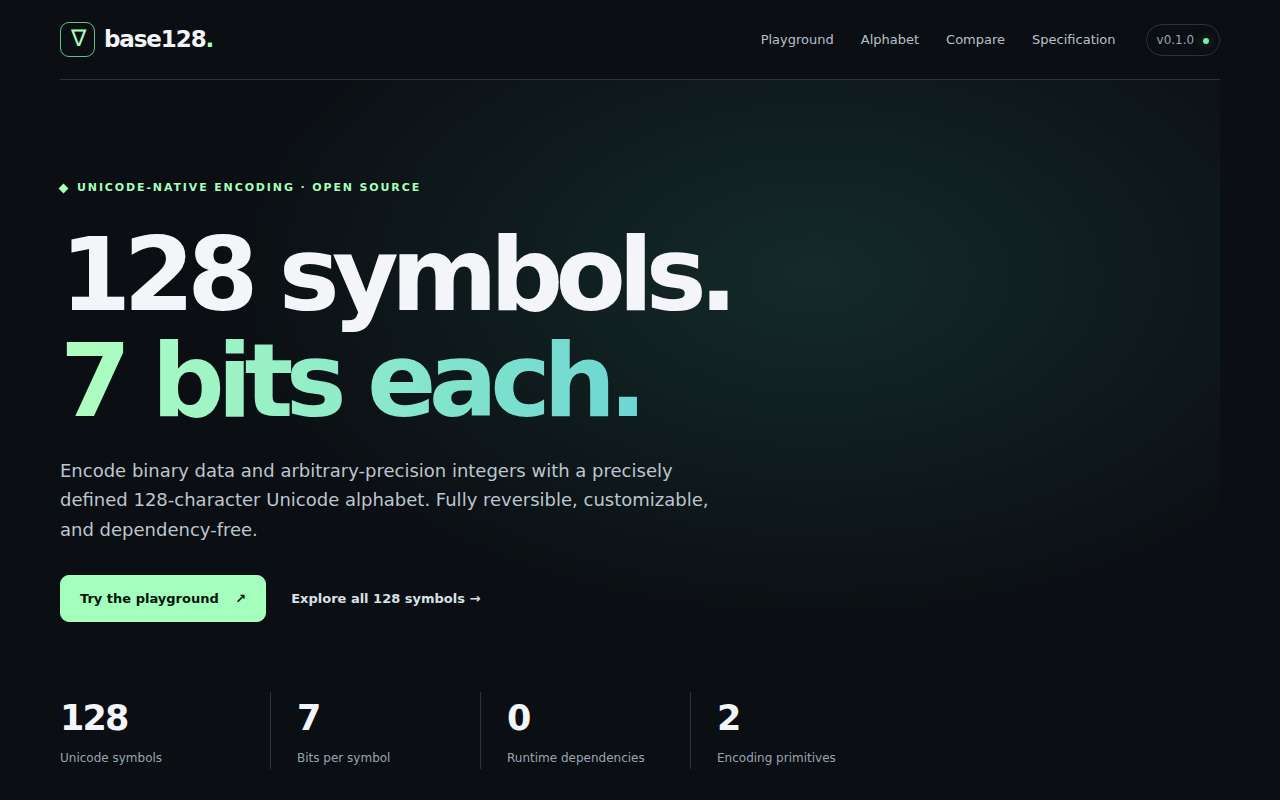 ∇ base128.
Playground Alphabet Compare Specification v0.1.0
UNICODE-NATIVE ENCODING · OPEN SOURCE
128 symbols.
7 bits each.
Encode binary data and arbitrary-precision integers with a precisely
defined 128-character Unicode alphabet. Fully reversible, customizable,
and dependency-free.
Try the playground ↗ Explore all 128 symbols →
128 7 0 2
Unicode symbols Bits per symbol Runtime dependencies Encoding primitives